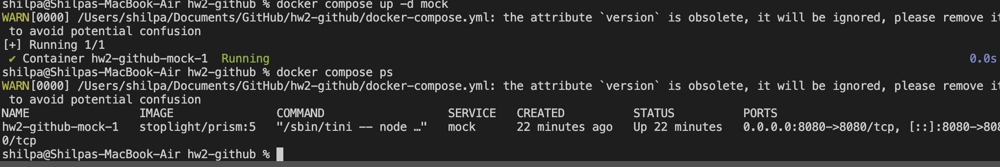 shilpa@Shilpas-MacBook-Air hw2-github % docker compose up -d mock
WARN[0000] /Users/shilpa/Documents/GitHub/hw2-github/docker-compose.yml: the attribute `version` is obsolete, it will be ignored, please remove it
to avoid potential confusion
[+] Running 1/1
✔ Container hw2-github-mock-1 Running 0.0s
shilpa@Shilpas-MacBook-Air hw2-github % docker compose ps
WARN[0000] /Users/shilpa/Documents/GitHub/hw2-github/docker-compose.yml: the attribute `version` is obsolete, it will be ignored, please remove it
to avoid potential confusion
NAME IMAGE COMMAND SERVICE CREATED STATUS PORTS
hw2-github-mock-1 stoplight/prism:5 "/sbin/tini -- node …" mock 22 minutes ago Up 22 minutes 0.0.0.0:8080->8080/tcp, [::]:8080->808
0/tcp
shilpa@Shilpas-MacBook-Air hw2-github %